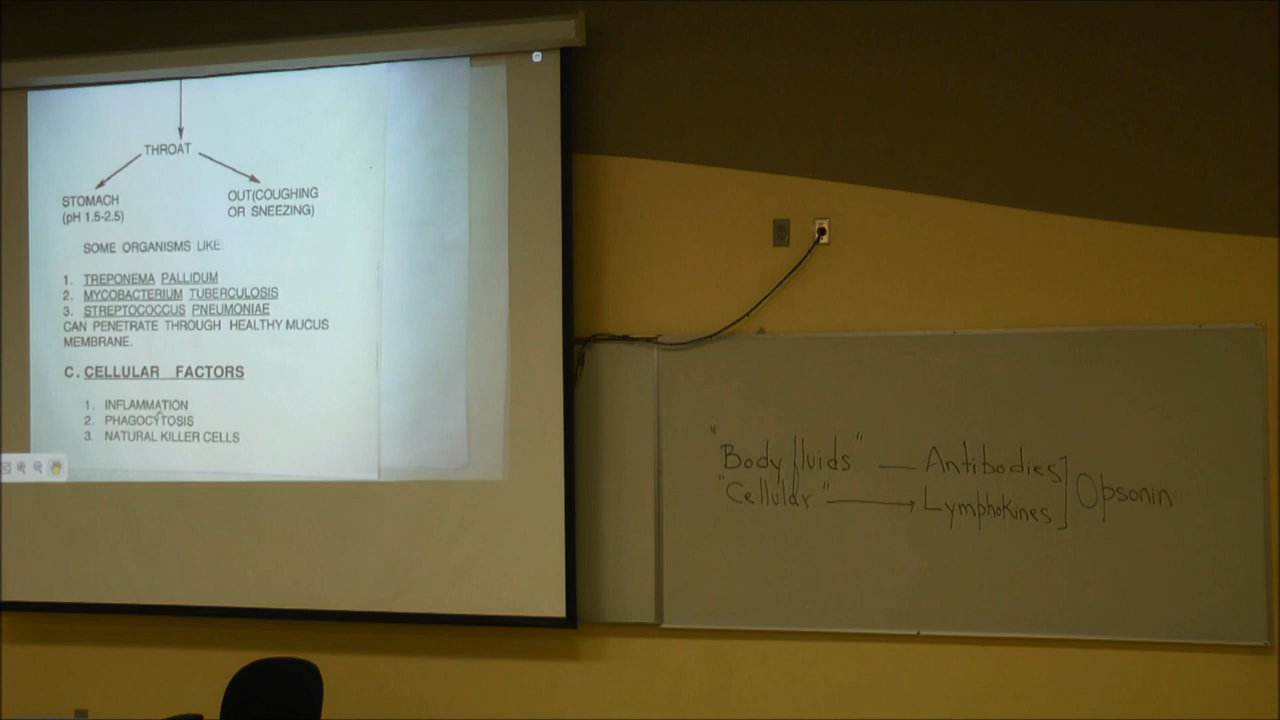 THROAT
STOMACH
(pH 1.5-2.5)
OUT(COUGHING
OR SNEEZING)
SOME ORGANISMS LIKE:
1. TREPONEMA PALLIDUM
2. MYCOBACTERIUM TUBERCULOSIS
3. STREPTOCOCCUS PNEUMONIAE
CAN PENETRATE THROUGH HEALTHY MUCUS
MEMBRANE.
C. CELLULAR FACTORS
1. INFLAMMATION
2. PHAGOCYTOSIS
3. NATURAL KILLER CELLS
"Body fluids" — Antibodies
"Cellular" → Lymphokines
] Opsonin